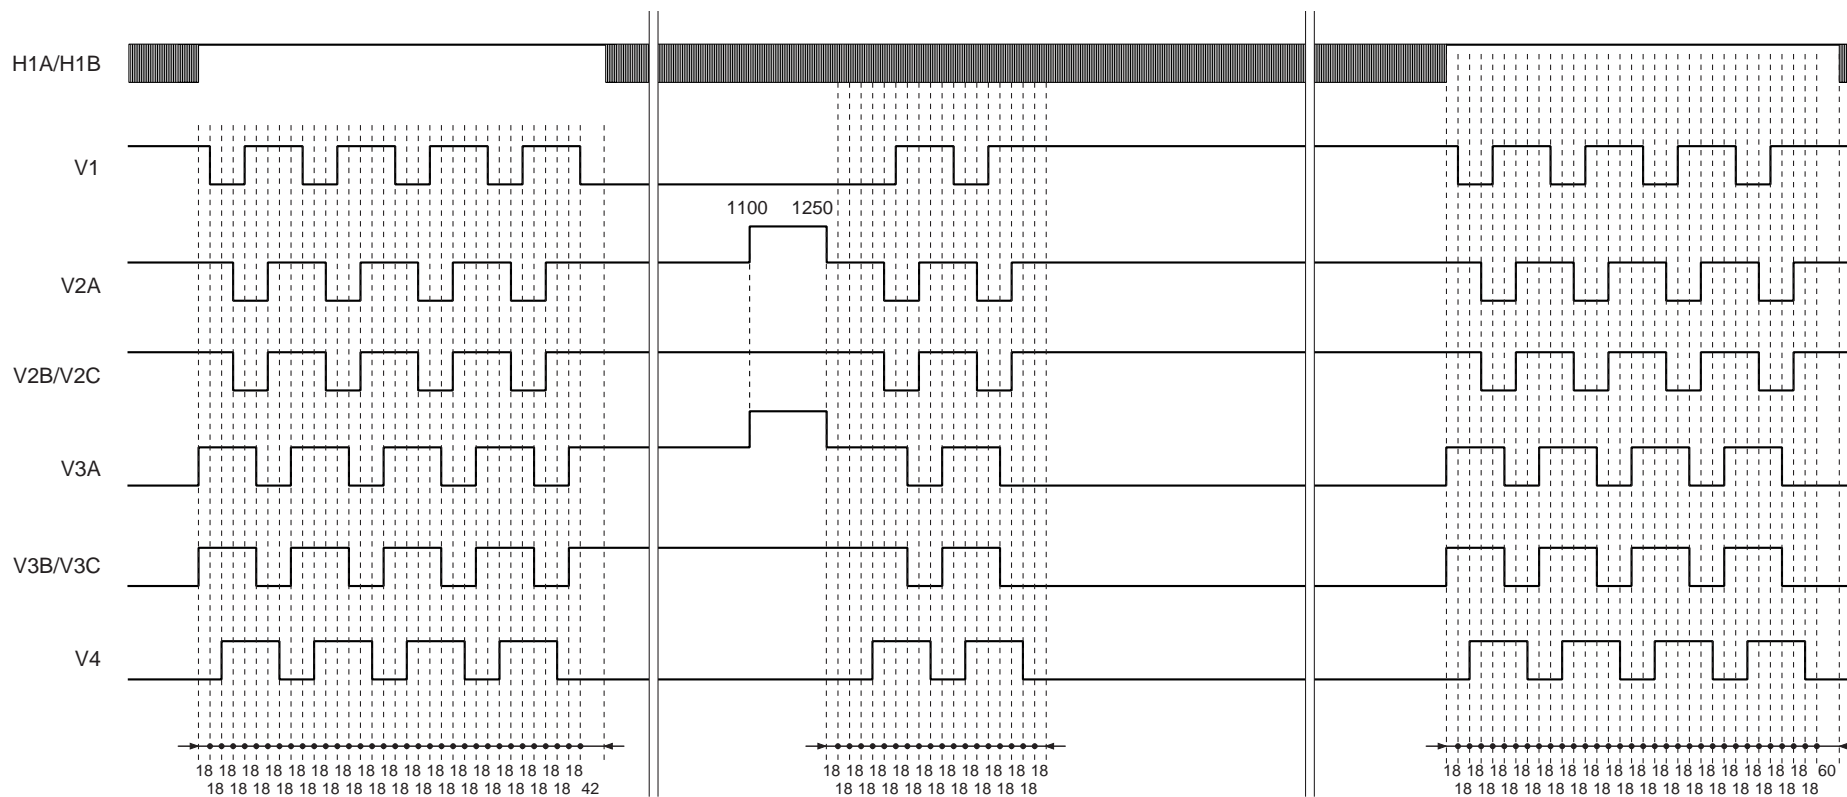 H1A/H1B
V1
1100 1250
V2A
V2B/V2C
V3A
V3B/V3C
V4
18 18 18 18 18 18 18 18 18 18 18 18 18 18 18 18 18
18 18 18 18 18 18 18 18 18 18 18 18 18 18 18 18 42
18 18 18 18 18 18 18 18 18 18
18 18 18 18 18 18 18 18 18
18 18 18 18 18 18 18 18 18 18 18 18 18 18 18 18 60
18 18 18 18 18 18 18 18 18 18 18 18 18 18 18 18